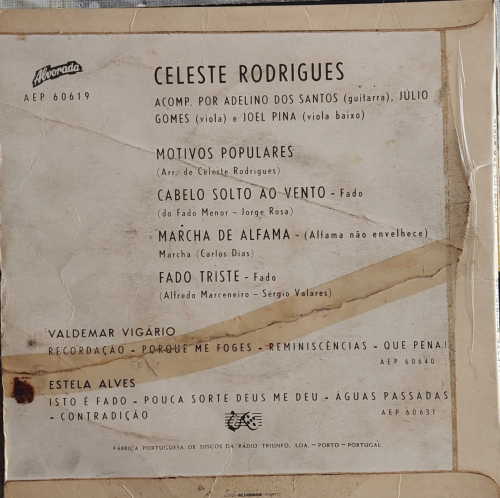 Alvorada
AEP 60619
CELESTE RODRIGUES
ACOMP. POR ADELINO DOS SANTOS (guitarra), JÚLIO
GOMES (viola) e JOEL PINA (viola baixo)
MOTIVOS POPULARES
(Arr. de Celeste Rodrigues)
CABELO SOLTO AO VENTO - Fado
(do Fado Menor - Jorge Rosa)
MARCHA DE ALFAMA - (Alfama não envelhece)
Marcha (Carlos Dias)
FADO TRISTE - Fado
(Alfredo Marceneiro - Sérgio Valares)
VALDEMAR VIGÁRIO
RECORDAÇÃO - PORQUE ME FOGES - REMINISCÊNCIAS - QUE PENA!
AEP 60640
ESTELA ALVES
ISTO É FADO - POUCA SORTE DEUS ME DEU - ÁGUAS PASSADAS
- CONTRADIÇÃO
AEP 60631
FÁBRICA PORTUGUESA DE DISCOS DA RÁDIO TRIUNFO, LDA. - PORTO - PORTUGAL